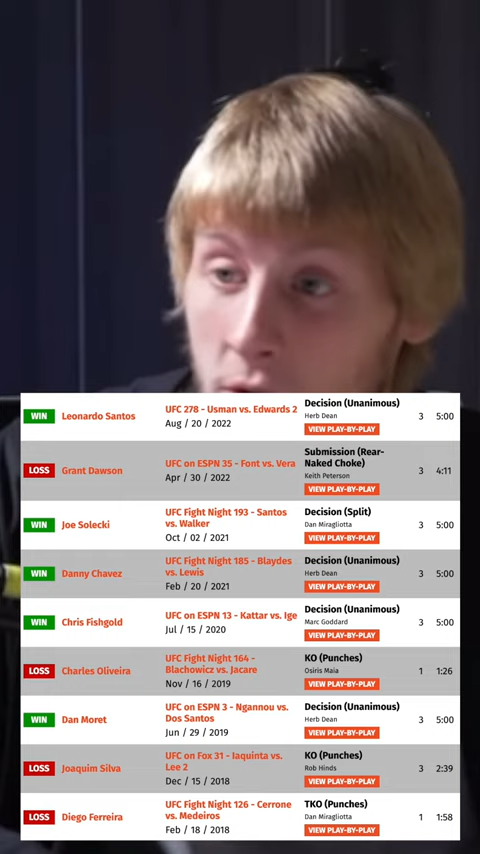 WIN Leonardo Santos UFC 278 - Usman vs. Edwards 2 Decision (Unanimous) 3 5:00
Aug / 20 / 2022 Herb Dean
VIEW PLAY-BY-PLAY
LOSS Grant Dawson UFC on ESPN 35 - Font vs. Vera Submission (Rear-
Naked Choke) 3 4:11
Apr / 30 / 2022 Keith Peterson
VIEW PLAY-BY-PLAY
WIN Joe Solecki UFC Fight Night 193 - Santos Decision (Split) 3 5:00
vs. Walker Dan Miragliotta
Oct / 02 / 2021 VIEW PLAY-BY-PLAY
WIN Danny Chavez UFC Fight Night 185 - Blaydes Decision (Unanimous) 3 5:00
vs. Lewis Herb Dean
Feb / 20 / 2021 VIEW PLAY-BY-PLAY
WIN Chris Fishgold UFC on ESPN 13 - Kattar vs. Ige Decision (Unanimous) 3 5:00
Jul / 15 / 2020 Marc Goddard
VIEW PLAY-BY-PLAY
LOSS Charles Oliveira UFC Fight Night 164 - KO (Punches) 1 1:26
Blachowicz vs. Jacare Osiris Maia
Nov / 16 / 2019 VIEW PLAY-BY-PLAY
WIN Dan Moret UFC on ESPN 3 - Ngannou vs. Decision (Unanimous) 3 5:00
Dos Santos Herb Dean
Jun / 29 / 2019 VIEW PLAY-BY-PLAY
LOSS Joaquim Silva UFC on Fox 31 - Iaquinta vs. KO (Punches) 3 2:39
Lee 2 Rob Hinds
Dec / 15 / 2018 VIEW PLAY-BY-PLAY
LOSS Diego Ferreira UFC Fight Night 126 - Cerrone TKO (Punches) 1 1:58
vs. Medeiros Dan Miragliotta
Feb / 18 / 2018 VIEW PLAY-BY-PLAY